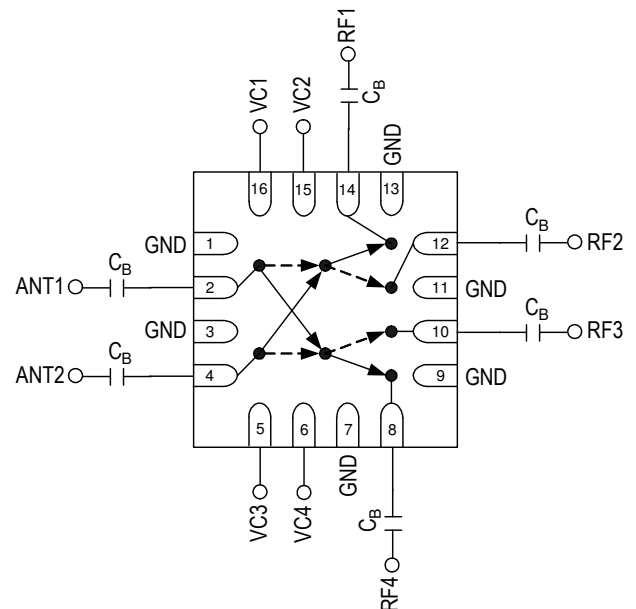 RF1
VC1
VC2
CB
GND
16
15
14
13
GND
1
12
CB
RF2
CB
ANT1
2
11
GND
GND
3
10
CB
RF3
CB
ANT2
4
9
GND
5
6
7
8
VC3
VC4
GND
CB
RF4